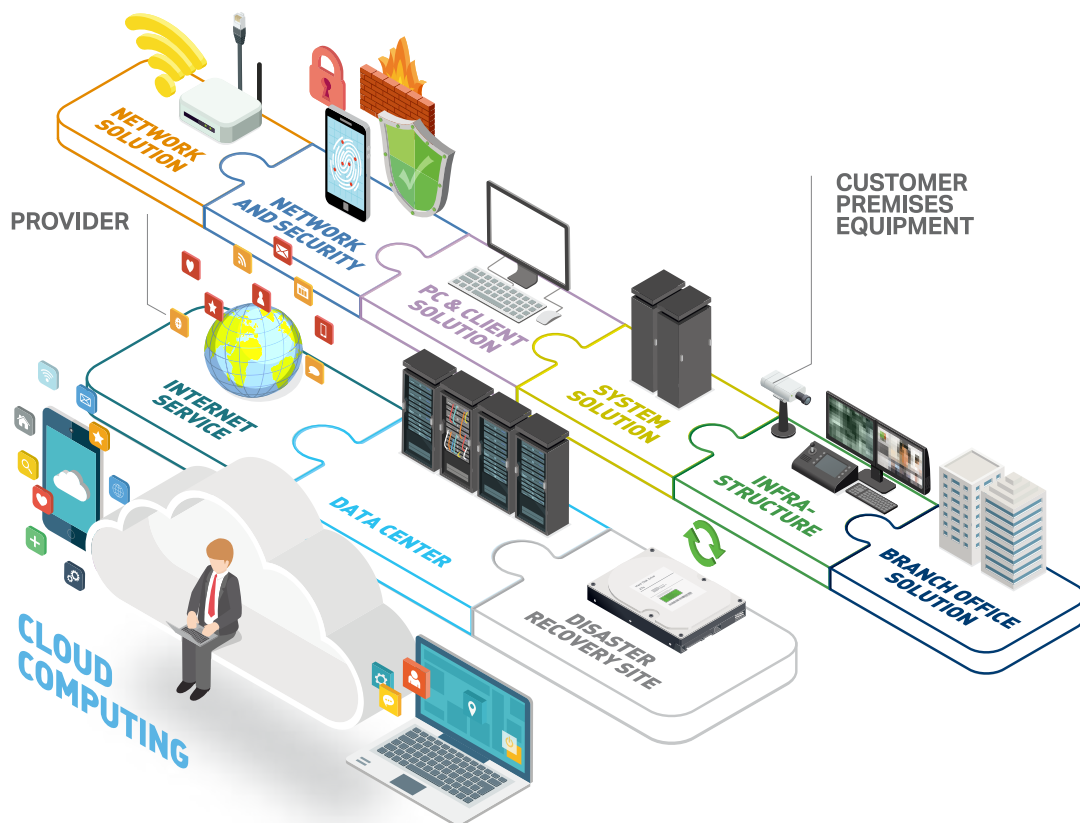 NETWORK
SOLUTION
NETWORK
AND SECURITY
PROVIDER
CUSTOMER
PREMISES
EQUIPMENT
PC & CLIENT
SOLUTION
INTERNET
SERVICE
SYSTEM
SOLUTION
DATA CENTER
INFRA-
STRUCTURE
BRANCH OFFICE
SOLUTION
DISASTER
RECOVERY SITE
CLOUD
COMPUTING